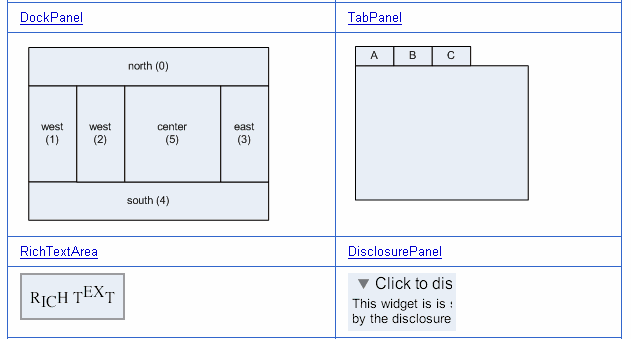 DockPanel
TabPanel
north (0)
west (1)
west (2)
center (5)
east (3)
south (4)
A B C
RichTextArea
DisclosurePanel
RICH TEXT
Click to dis
This widget is is
by the disclosure